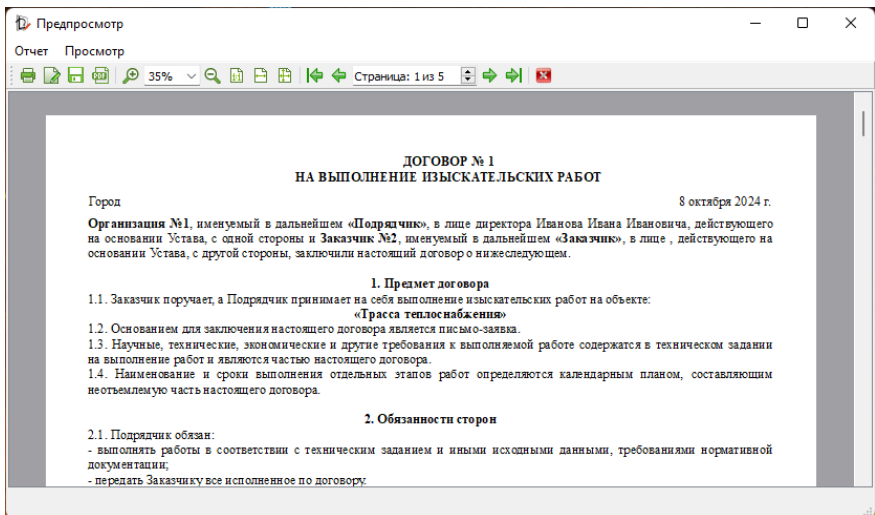 Предпросмотр
Отчет Просмотр
PDF 35% 1:1 Страница: 1 из 5
ДОГОВОР № 1
НА ВЫПОЛНЕНИЕ ИЗЫСКАТЕЛЬСКИХ РАБОТ
Город 8 октября 2024 г.
Организация №1, именуемый в дальнейшем «Подрядчик», в лице директора Иванова Ивана Ивановича, действующего
на основании Устава, с одной стороны и Заказчик №2, именуемый в дальнейшем «Заказчик», в лице , действующего на
основании Устава, с другой стороны, заключили настоящий договор о нижеследующем.
1. Предмет договора
1.1. Заказчик поручает, а Подрядчик принимает на себя выполнение изыскательских работ на объекте:
«Трасса теплоснабжения»
1.2. Основанием для заключения настоящего договора является письмо-заявка.
1.3. Научные, технические, экономические и другие требования к выполняемой работе содержатся в техническом задании
на выполнение работ и являются частью настоящего договора.
1.4. Наименование и сроки выполнения отдельных этапов работ определяются календарным планом, составляющим
неотъемлемую часть настоящего договора.
2. Обязанности сторон
2.1. Подрядчик обязан:
- выполнять работы в соответствии с техническим заданием и иными исходными данными, требованиями нормативной
документации;
- передать Заказчику все исполненное по договору.